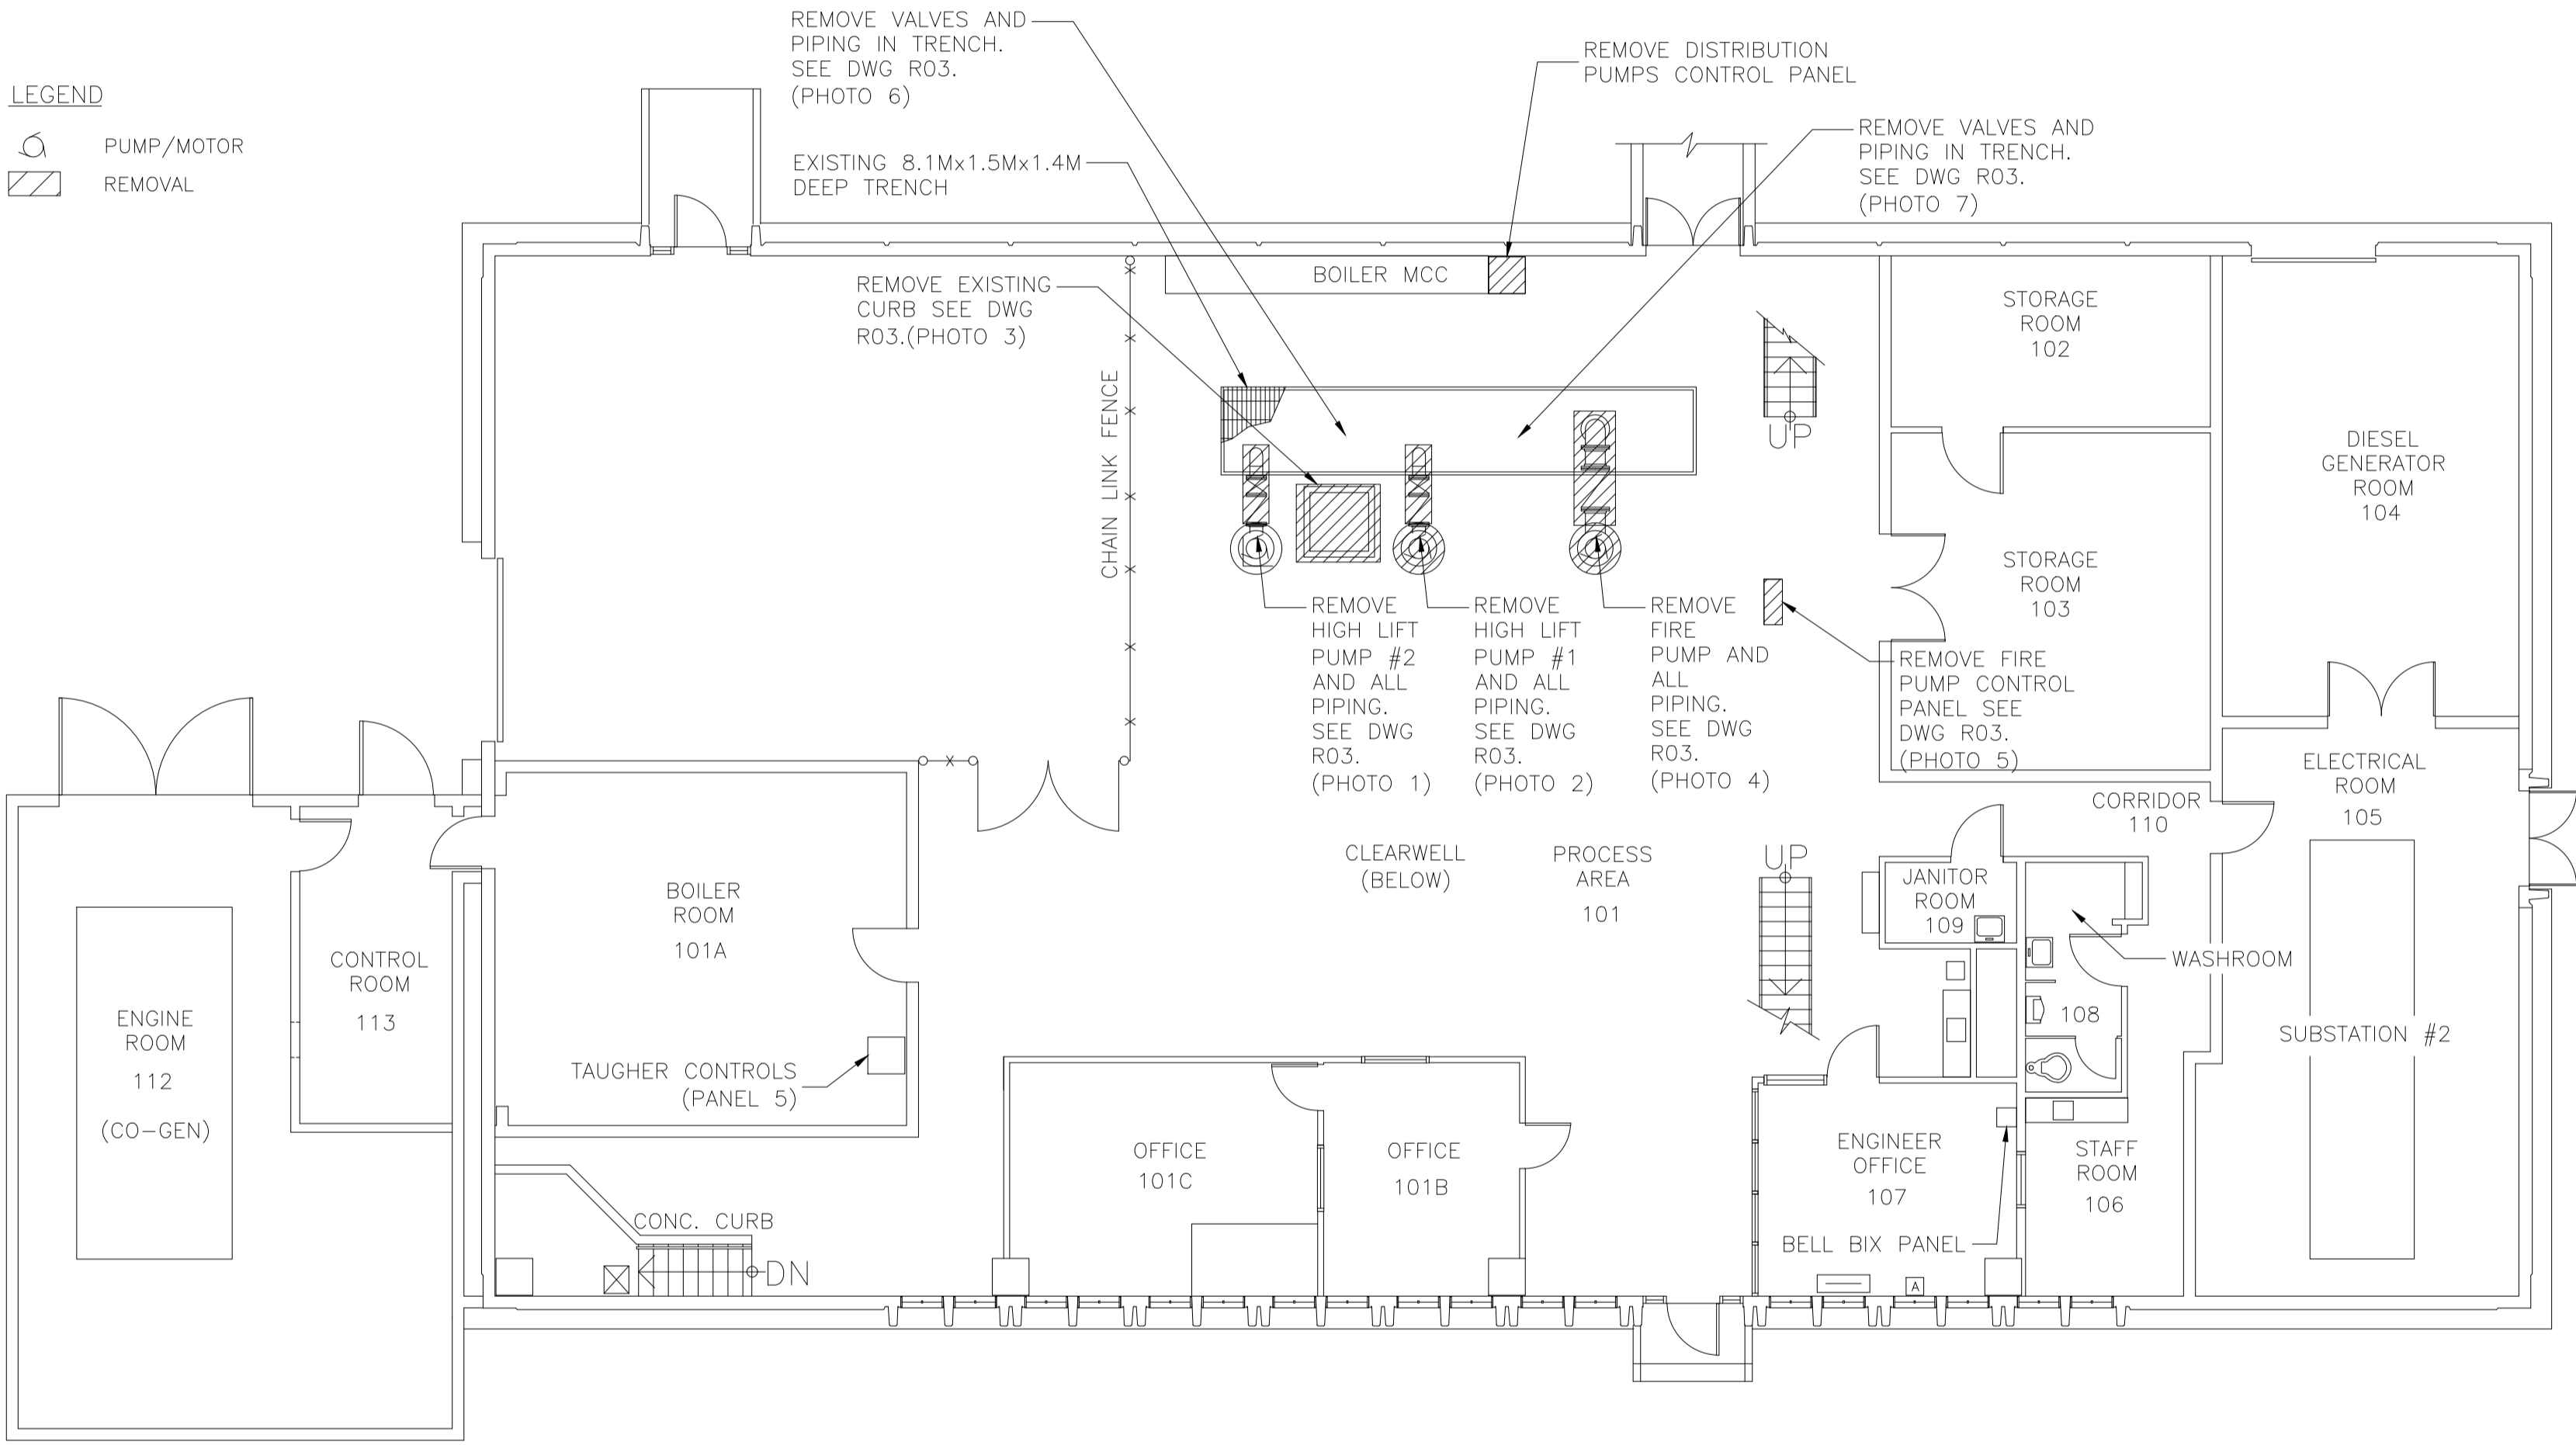 LEGEND
PUMP/MOTOR
REMOVAL
REMOVE VALVES AND
PIPING IN TRENCH.
SEE DWG R03.
(PHOTO 6)
EXISTING 8.1Mx1.5Mx1.4M
DEEP TRENCH
REMOVE DISTRIBUTION
PUMPS CONTROL PANEL
REMOVE VALVES AND
PIPING IN TRENCH.
SEE DWG R03.
(PHOTO 7)
REMOVE EXISTING
CURB SEE DWG
R03.(PHOTO 3)
BOILER MCC
CHAIN LINK FENCE
UP
STORAGE
ROOM
102
DIESEL
GENERATOR
ROOM
104
STORAGE
ROOM
103
REMOVE
HIGH LIFT
PUMP #2
AND ALL
PIPING.
SEE DWG
R03.
(PHOTO 1)
REMOVE
HIGH LIFT
PUMP #1
AND ALL
PIPING.
SEE DWG
R03.
(PHOTO 2)
REMOVE
FIRE
PUMP AND
ALL
PIPING.
SEE DWG
R03.
(PHOTO 4)
REMOVE FIRE
PUMP CONTROL
PANEL SEE
DWG R03.
(PHOTO 5)
ELECTRICAL
ROOM
105
CORRIDOR
110
CLEARWELL
(BELOW)
PROCESS
AREA
101
UP
JANITOR
ROOM
109
WASHROOM
108
SUBSTATION #2
BOILER
ROOM
101A
CONTROL
ROOM
113
ENGINE
ROOM
112
(CO-GEN)
TAUGHER CONTROLS
(PANEL 5)
OFFICE
101C
OFFICE
101B
ENGINEER
OFFICE
107
STAFF
ROOM
106
BELL BIX PANEL
A
CONC. CURB
DN